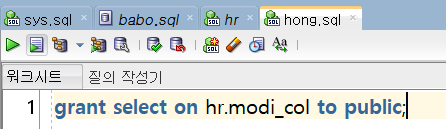 sys.sql babo.sql hr hong.sql
Aa
워크시트 질의 작성기
1 grant select on hr.modi_col to public;